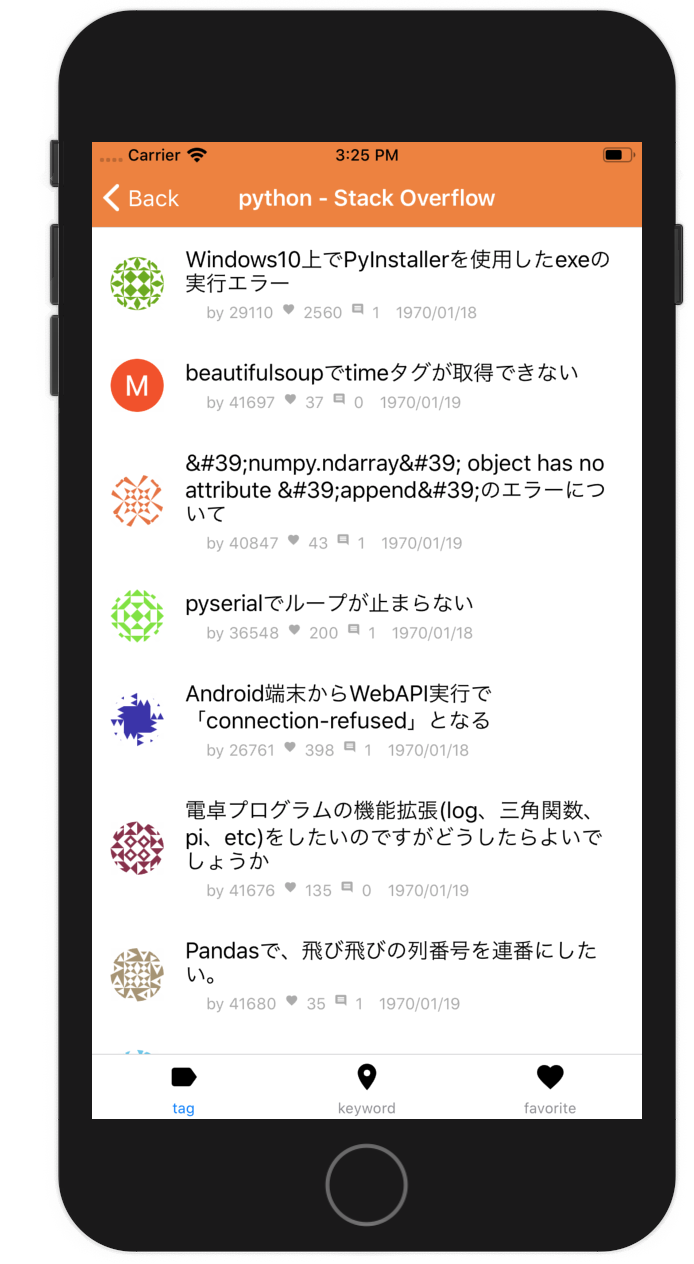 Carrier 3:25 PM
Back python - Stack Overflow
Windows10上でPyInstallerを使用したexeの
実行エラー
by 29110 2560 1 1970/01/18
M
beautifulsoupでtimeタグが取得できない
by 41697 37 0 1970/01/19
&#39;numpy.ndarray&#39; object has no
attribute &#39;append&#39;のエラーにつ
いて
by 40847 43 1 1970/01/19
pyserialでループが止まらない
by 36548 200 1 1970/01/18
Android端末からWebAPI実行で
「connection-refused」となる
by 26761 398 1 1970/01/18
電卓プログラムの機能拡張(log、三角関数、
pi、etc)をしたいのですがどうしたらよいで
しょうか
by 41676 135 0 1970/01/19
Pandasで、飛び飛びの列番号を連番にした
い。
by 41680 35 1 1970/01/19
tag keyword favorite